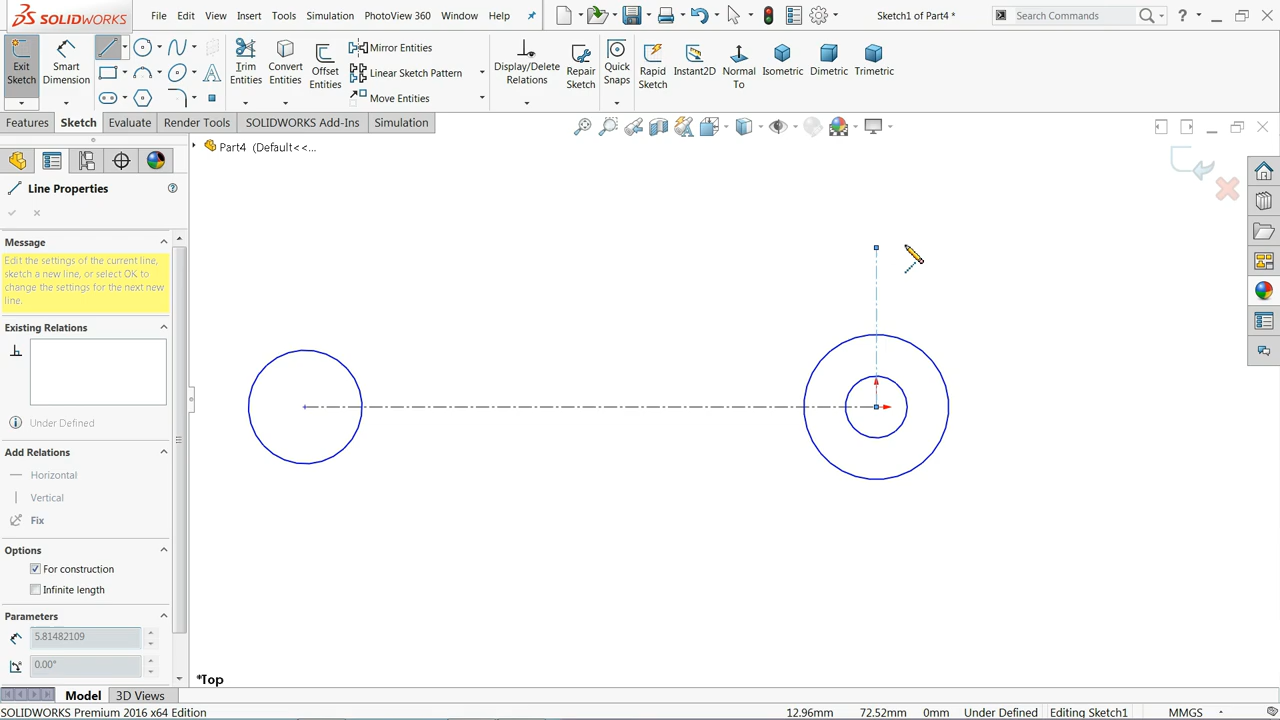 SOLIDWORKS
File Edit View Insert Tools Simulation PhotoView 360 Window Help
Sketch1 of Part4 *
Search Commands
Exit Sketch
Smart Dimension
Trim Entities
Convert Entities
Offset Entities
Mirror Entities
Linear Sketch Pattern
Move Entities
Display/Delete Relations
Repair Sketch
Quick Snaps
Rapid Sketch
Instant2D
Normal To
Isometric
Dimetric
Trimetric
Features Sketch Evaluate Render Tools SOLIDWORKS Add-Ins Simulation
Part4 (Default<<...
Line Properties
Message
Edit the settings of the current line,
sketch a new line, or select OK to
change the settings for the next new
line.
Existing Relations
Under Defined
Add Relations
Horizontal
Vertical
Fix
Options
For construction
Infinite length
Parameters
5.81482109
0.00°
*Top
Model 3D Views
SOLIDWORKS Premium 2016 x64 Edition
12.96mm 72.52mm 0mm Under Defined Editing Sketch1 MMGS